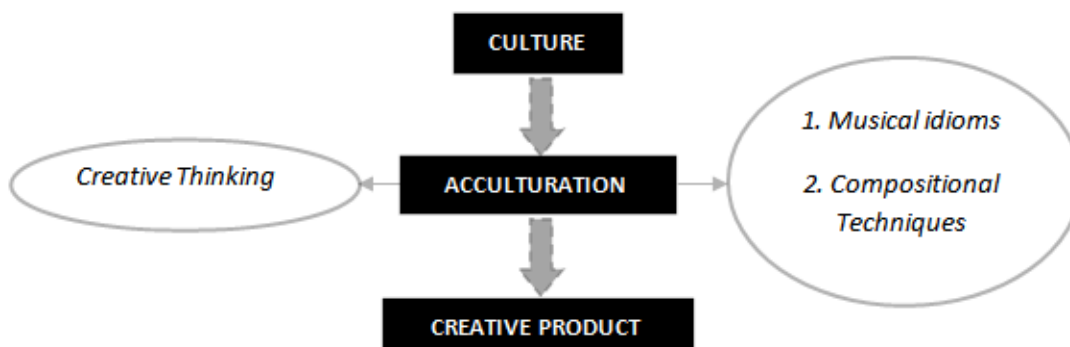 CULTURE
Creative Thinking
ACCULTURATION
1. Musical idioms
2. Compositional
Techniques
CREATIVE PRODUCT